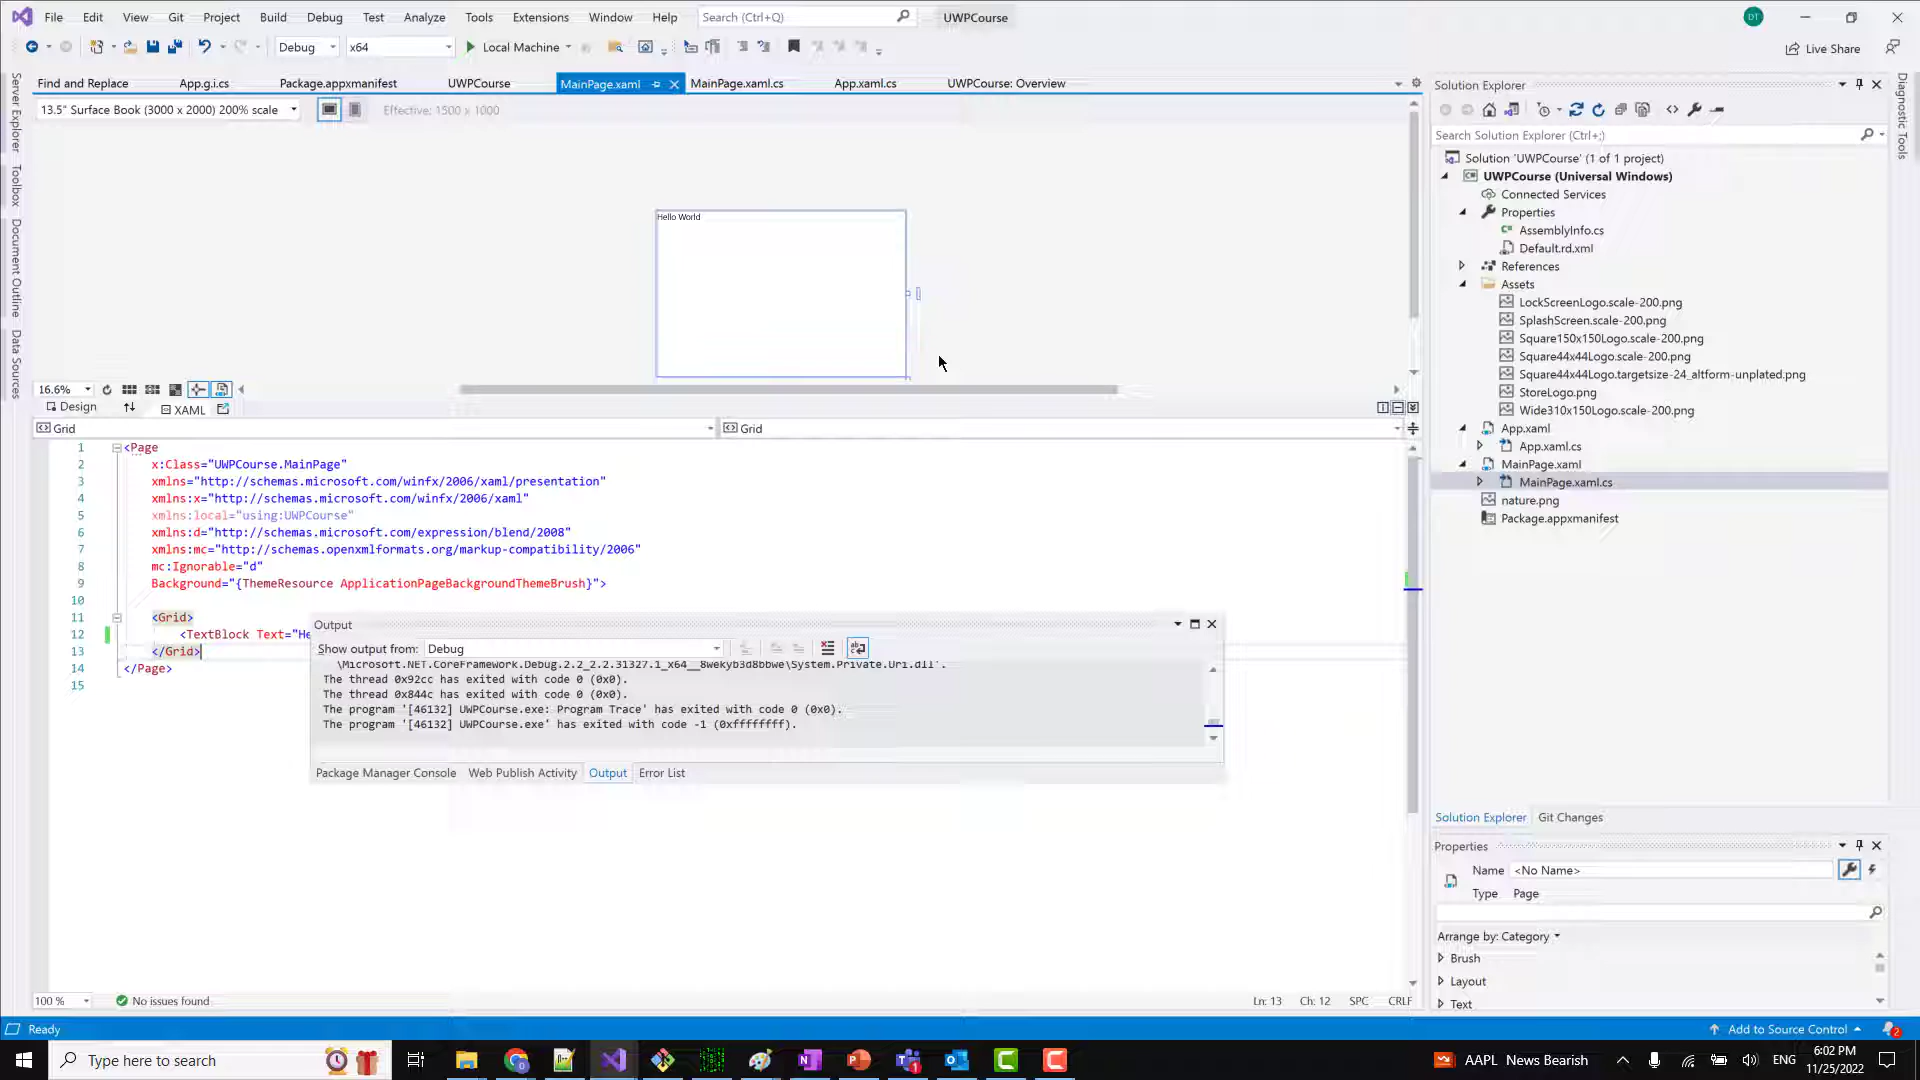 File Edit View Git Project Build Debug Test Analyze Tools Extensions Window Help Search (Ctrl+Q) UWPCourse DT
Debug x64 Local Machine Live Share
Find and Replace App.g.i.cs Package.appxmanifest UWPCourse MainPage.xaml MainPage.xaml.cs App.xaml.cs UWPCourse: Overview
13.5" Surface Book (3000 x 2000) 200% scale Effective: 1500 x 1000
Server Explorer
Toolbox
Document Outline
Data Sources
Hello World
16.6%
Design XAML
Grid Grid
1 <Page
2 x:Class="UWPCourse.MainPage"
3 xmlns="http://schemas.microsoft.com/winfx/2006/xaml/presentation"
4 xmlns:x="http://schemas.microsoft.com/winfx/2006/xaml"
5 xmlns:local="using:UWPCourse"
6 xmlns:d="http://schemas.microsoft.com/expression/blend/2008"
7 xmlns:mc="http://schemas.openxmlformats.org/markup-compatibility/2006"
8 mc:Ignorable="d"
9 Background="{ThemeResource ApplicationPageBackgroundThemeBrush}">
10
11 <Grid>
12 <TextBlock Text="He
13 </Grid>
14 </Page>
15
Output
Show output from: Debug
\Microsoft.NET.CoreFramework.Debug.2.2_2.2.31327.1_x64__8wekyb3d8bbwe\System.Private.Uri.dll'.
The thread 0x92cc has exited with code 0 (0x0).
The thread 0x844c has exited with code 0 (0x0).
The program '[46132] UWPCourse.exe: Program Trace' has exited with code 0 (0x0).
The program '[46132] UWPCourse.exe' has exited with code -1 (0xffffffff).
Package Manager Console Web Publish Activity Output Error List
100 % No issues found Ln: 13 Ch: 12 SPC CRLF
Solution Explorer
Search Solution Explorer (Ctrl+;)
Solution 'UWPCourse' (1 of 1 project)
UWPCourse (Universal Windows)
Connected Services
Properties
AssemblyInfo.cs
Default.rd.xml
References
Assets
LockScreenLogo.scale-200.png
SplashScreen.scale-200.png
Square150x150Logo.scale-200.png
Square44x44Logo.scale-200.png
Square44x44Logo.targetsize-24_altform-unplated.png
StoreLogo.png
Wide310x150Logo.scale-200.png
App.xaml
App.xaml.cs
MainPage.xaml
MainPage.xaml.cs
nature.png
Package.appxmanifest
Solution Explorer Git Changes
Properties
Name <No Name>
Type Page
Arrange by: Category
Brush
Layout
Text
Diagnostic Tools
Ready Add to Source Control 2
Type here to search AAPL News Bearish ENG 6:02 PM
11/25/2022